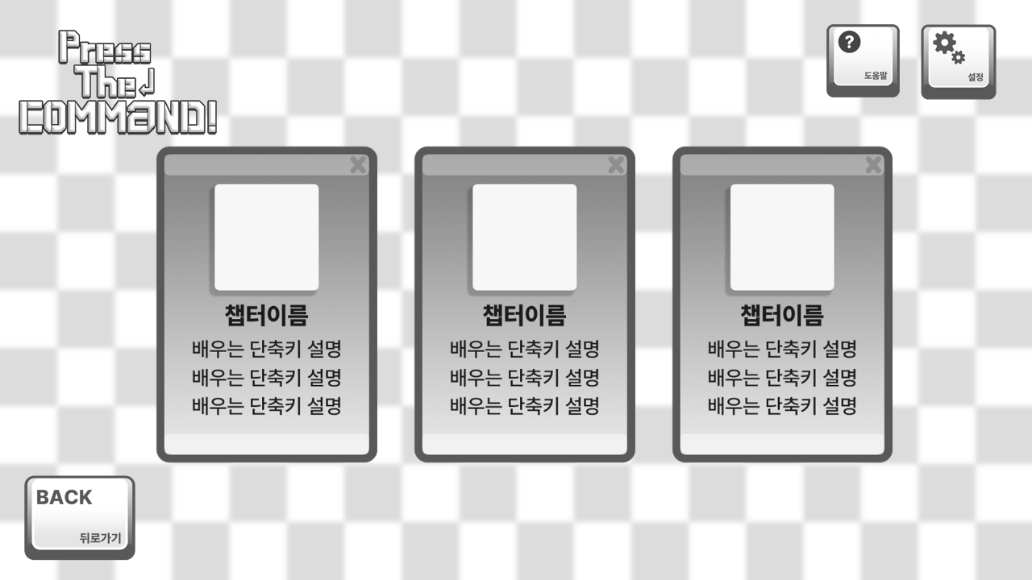 Press
The
COMMAND!
?
도움말
설정
챕터이름
배우는 단축키 설명
배우는 단축키 설명
배우는 단축키 설명
챕터이름
배우는 단축키 설명
배우는 단축키 설명
배우는 단축키 설명
챕터이름
배우는 단축키 설명
배우는 단축키 설명
배우는 단축키 설명
BACK
뒤로가기